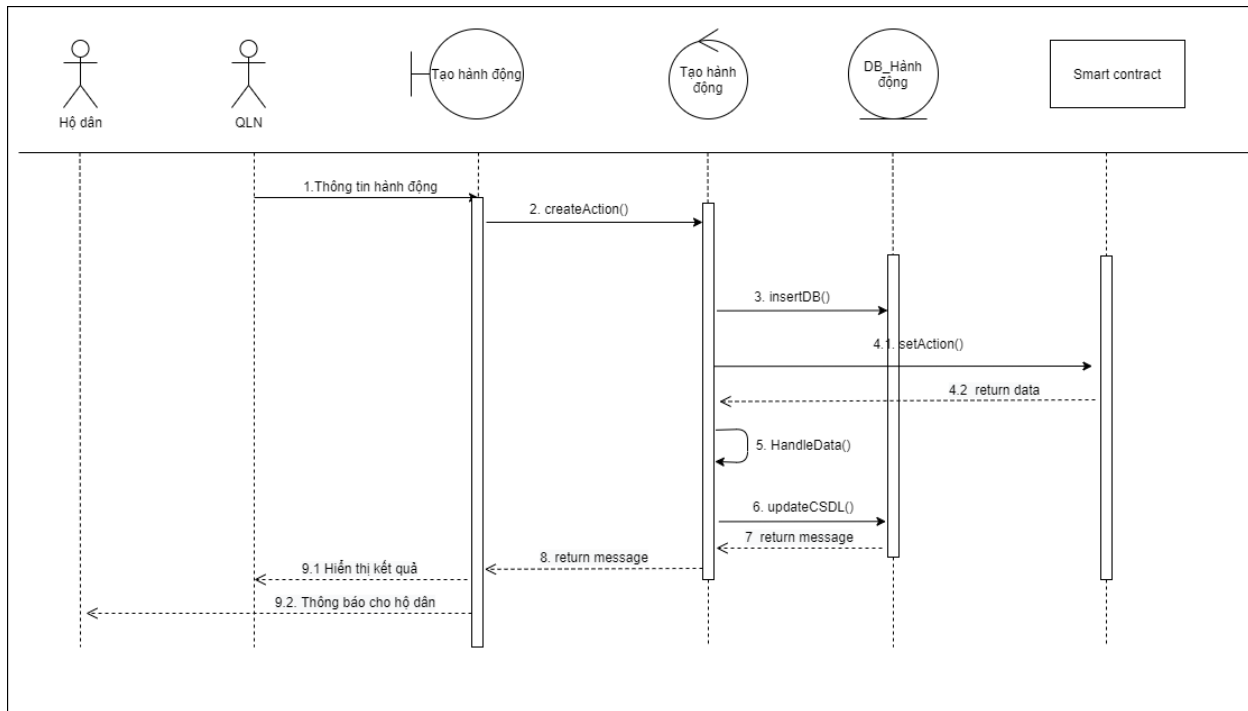 Hộ dân
QLN
Tạo hành động
Tạo hành
động
DB_Hành
động
Smart contract
1.Thông tin hành động
2. createAction()
3. insertDB()
4.1. setAction()
4.2 return data
5. HandleData()
6. updateCSDL()
7 return message
8. return message
9.1 Hiển thị kết quả
9.2. Thông báo cho hộ dân